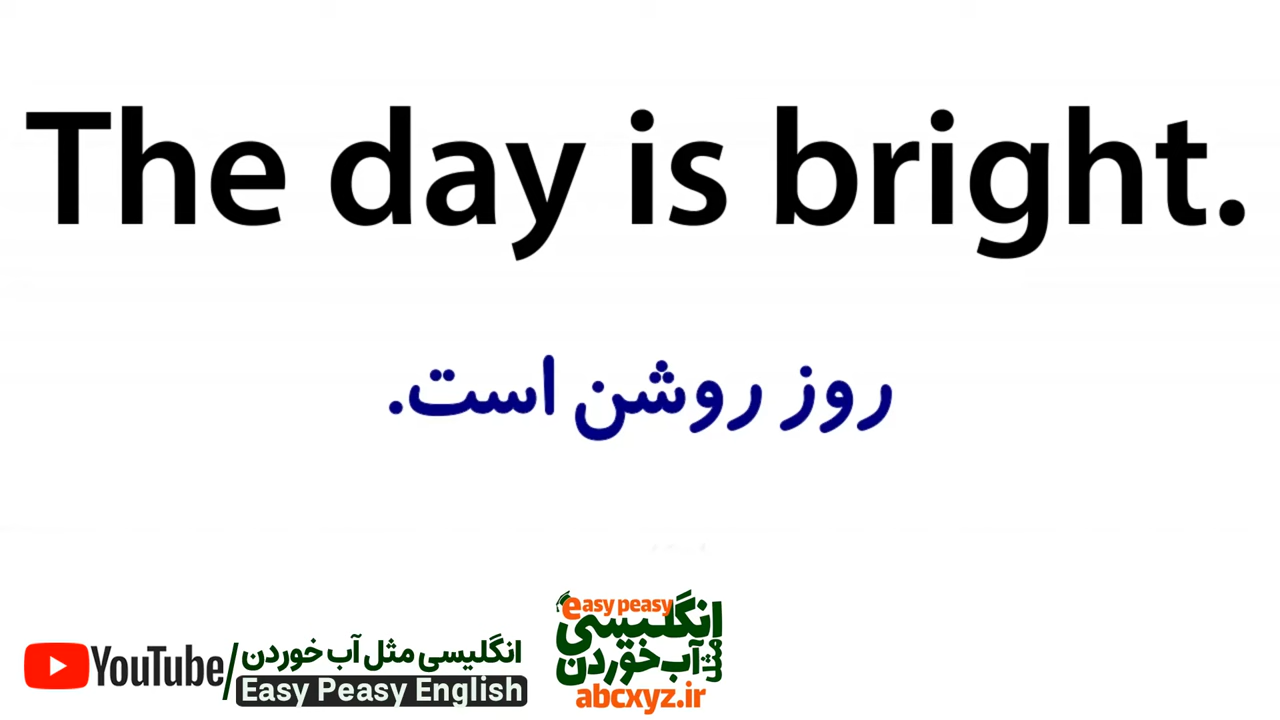 The day is bright.
روز روشن است.
YouTube/انگلیسی مثل آب خوردن
Easy Peasy English
easy peasy
انگلیسی
مثل
آب خوردن
abcxyz.ir